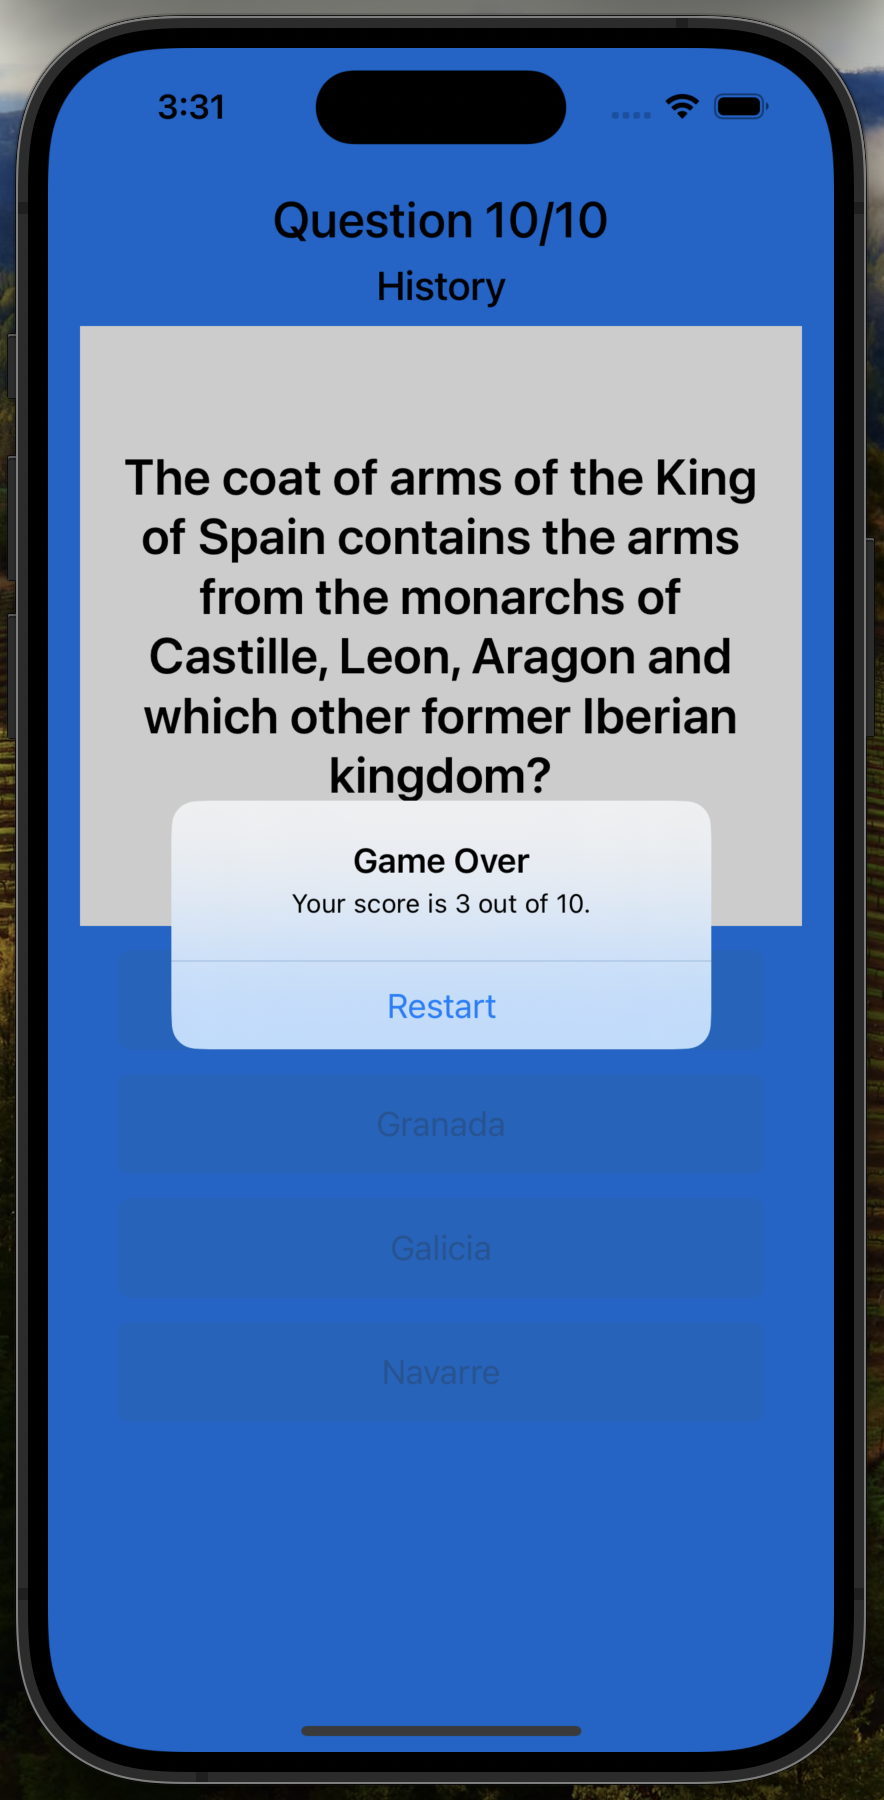 3:31
Question 10/10
History
The coat of arms of the King
of Spain contains the arms
from the monarchs of
Castille, Leon, Aragon and
which other former Iberian
kingdom?
Game Over
Your score is 3 out of 10.
Restart
Granada
Galicia
Navarre